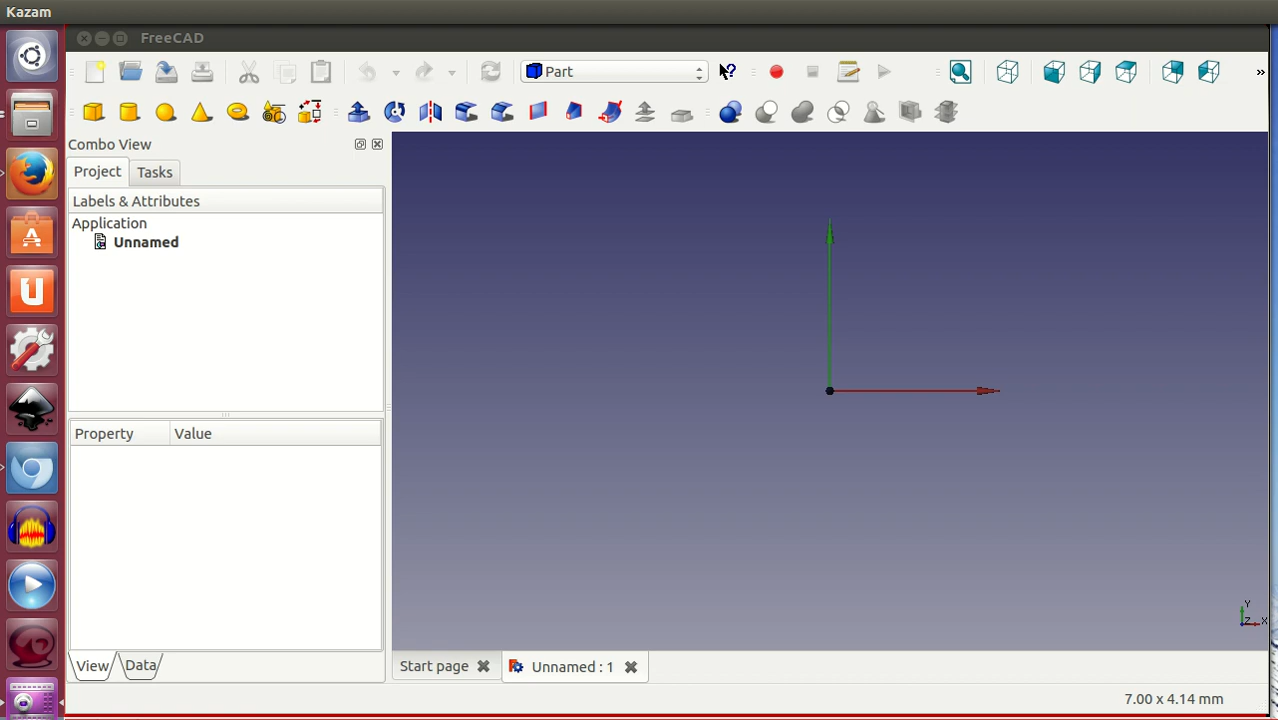 Kazam
FreeCAD
Part
»
Combo View
Project
Tasks
Labels & Attributes
Application
Unnamed
Property
Value
View
Data
Start page
Unnamed : 1
Y
Z
X
7.00 x 4.14 mm